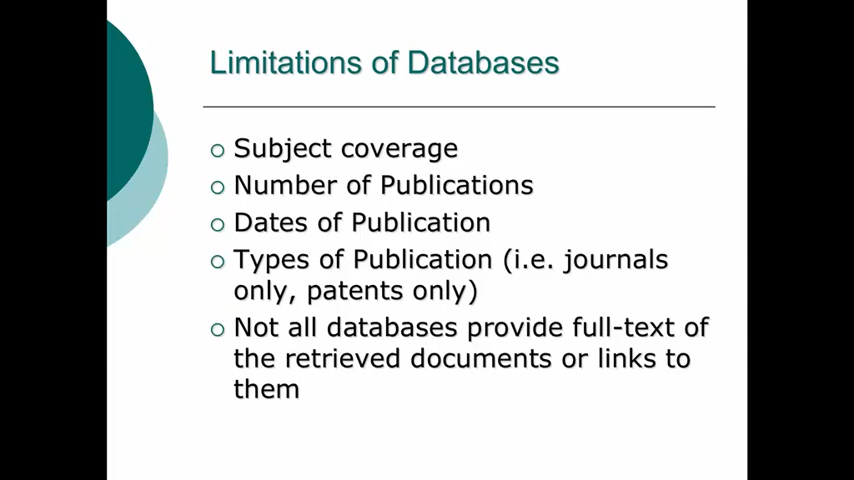 Limitations of Databases
Subject coverage
Number of Publications
Dates of Publication
Types of Publication (i.e. journals
only, patents only)
Not all databases provide full-text of
the retrieved documents or links to
them